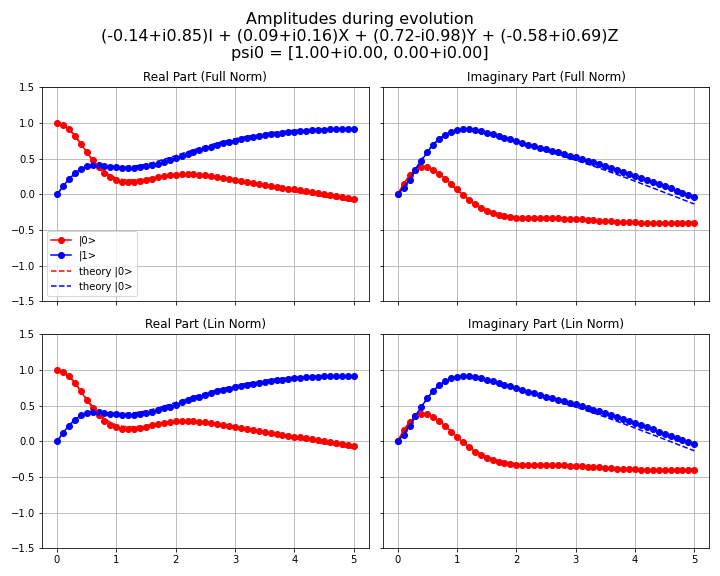 Amplitudes during evolution
(-0.14+i0.85)I + (0.09+i0.16)X + (0.72-i0.98)Y + (-0.58+i0.69)Z
psi0 = [1.00+i0.00, 0.00+i0.00]
Real Part (Full Norm)
Imaginary Part (Full Norm)
1.5
1.0
0.5
0.0
−0.5
−1.0
−1.5
|0>
|1>
theory |0>
theory |0>
Real Part (Lin Norm)
Imaginary Part (Lin Norm)
1.5
1.0
0.5
0.0
−0.5
−1.0
−1.5
0 1 2 3 4 5
0 1 2 3 4 5